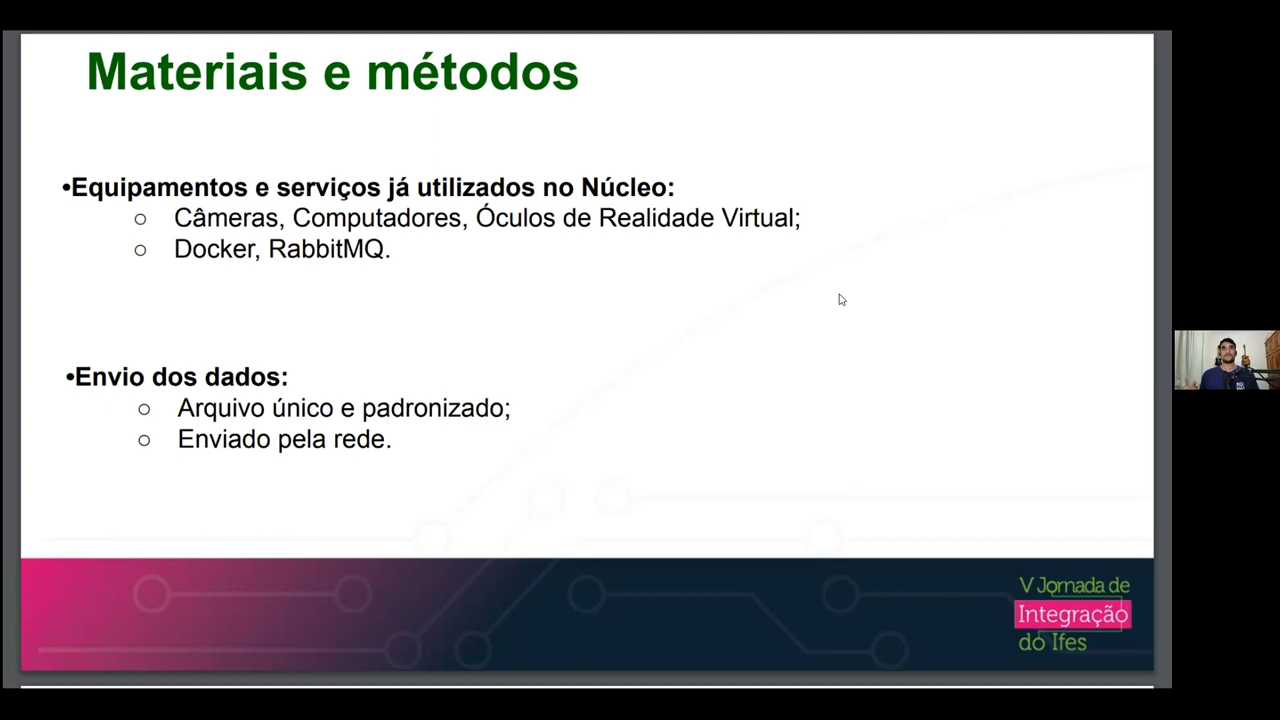 Materiais e métodos
•Equipamentos e serviços já utilizados no Núcleo:
○ Câmeras, Computadores, Óculos de Realidade Virtual;
○ Docker, RabbitMQ.
•Envio dos dados:
○ Arquivo único e padronizado;
○ Enviado pela rede.
V Jornada de
Integração
do Ifes